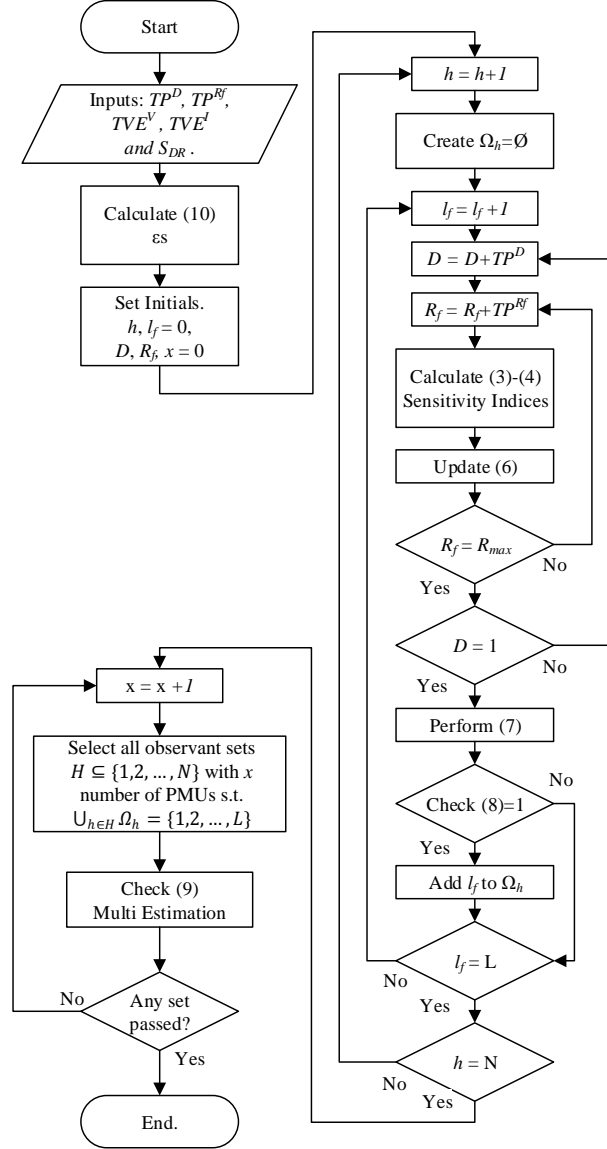 Start
Inputs: TP^D, TP^Rf,
TVE^V, TVE^I
and S_DR.
Calculate (10)
εs
Set Initials.
h, l_f = 0,
D, R_f, x = 0
h = h+1
Create Ω_h=Ø
l_f = l_f +1
D = D+TP^D
R_f = R_f+TP^Rf
Calculate (3)-(4)
Sensitivity Indices
Update (6)
R_f = R_max
No
Yes
D = 1
No
Yes
Perform (7)
No
Check (8)=1
Yes
Add l_f to Ω_h
l_f = L
No
Yes
h = N
No
Yes
x = x +1
Select all observant sets
H ⊆ {1,2, … , N} with x
number of PMUs s.t.
⋃_h∈H Ω_h = {1,2, … , L}
Check (9)
Multi Estimation
No
Any set
passed?
Yes
End.